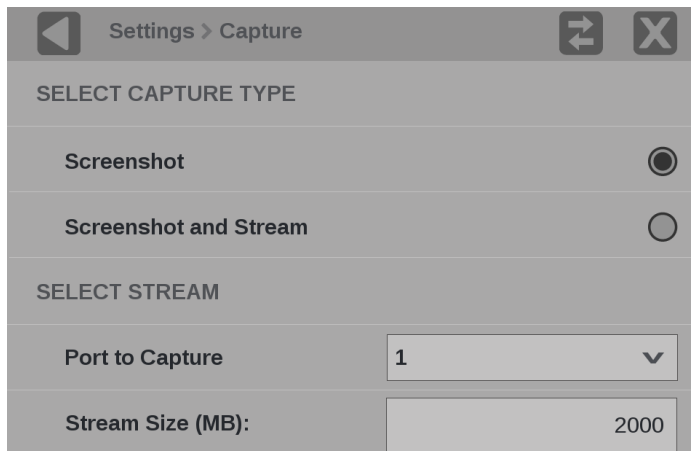 Settings > Capture
SELECT CAPTURE TYPE
Screenshot
Screenshot and Stream
SELECT STREAM
Port to Capture 1
Stream Size (MB): 2000